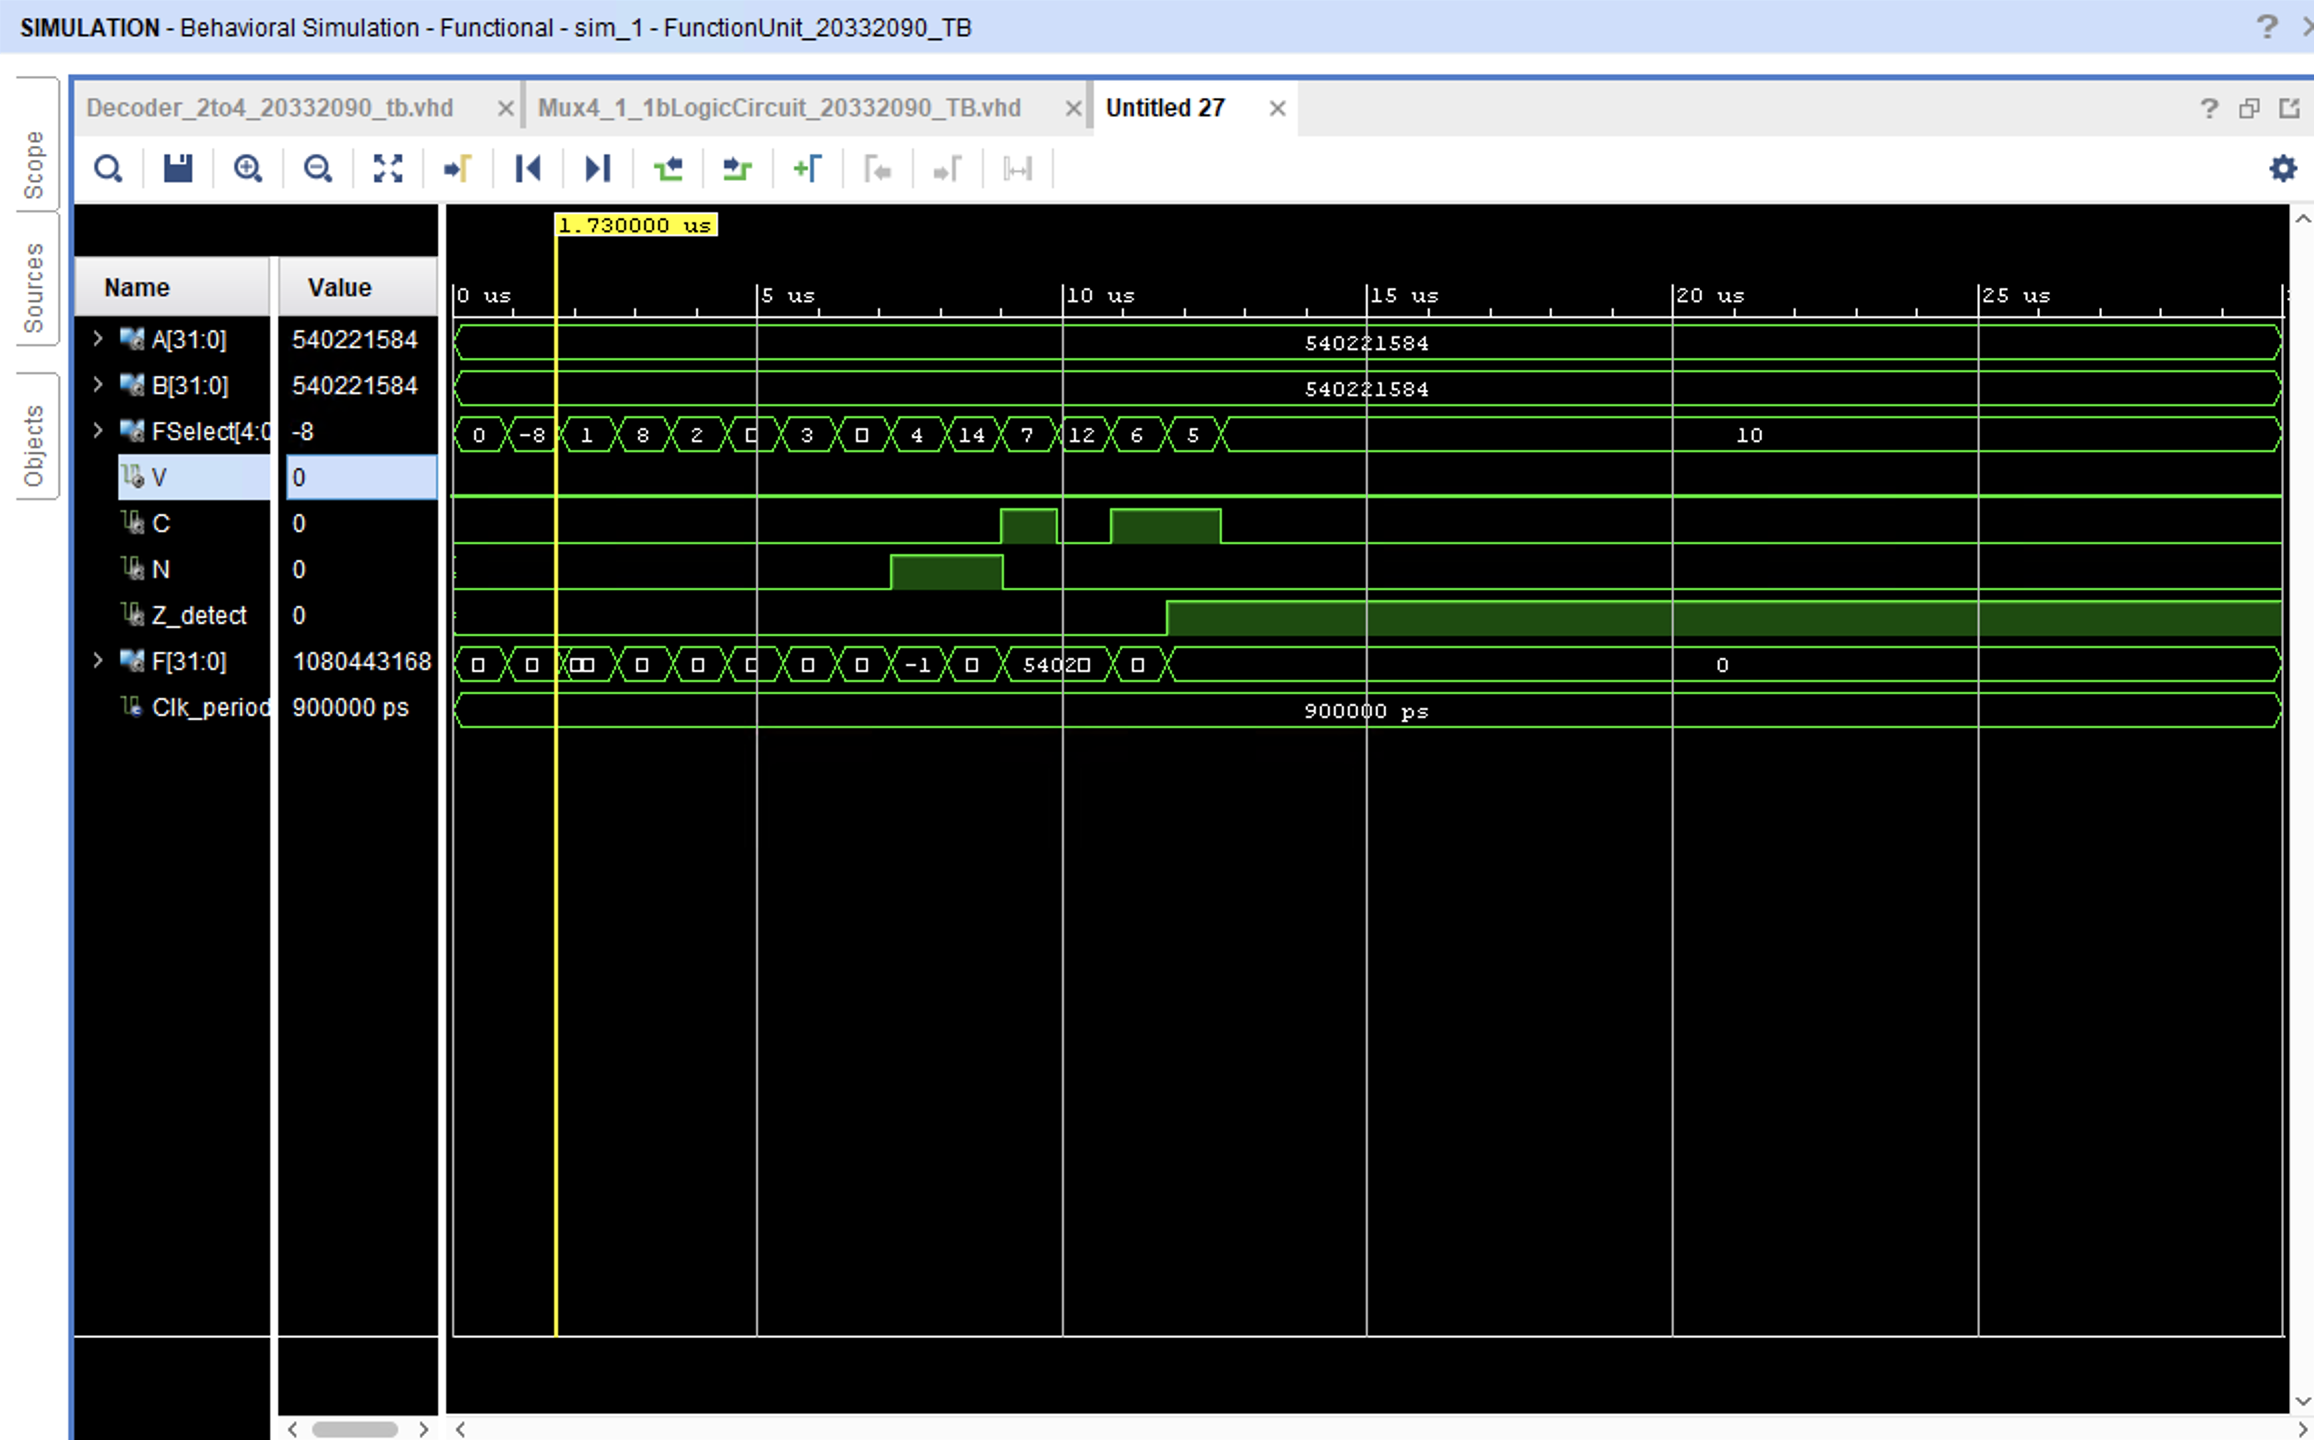 SIMULATION - Behavioral Simulation - Functional - sim_1 - FunctionUnit_20332090_TB
Scope
Sources
Objects
Decoder_2to4_20332090_tb.vhd
Mux4_1_1bLogicCircuit_20332090_TB.vhd
Untitled 27
1.730000 us
Name Value
0 us 5 us 10 us 15 us 20 us 25 us
A[31:0] 540221584 540221584
B[31:0] 540221584 540221584
FSelect[4:0 -8 0 -8 1 8 2 3 4 14 7 12 6 5 10
V 0
C 0
N 0
Z_detect 0
F[31:0] 1080443168 -1 5402 0
Clk_period 900000 ps 900000 ps